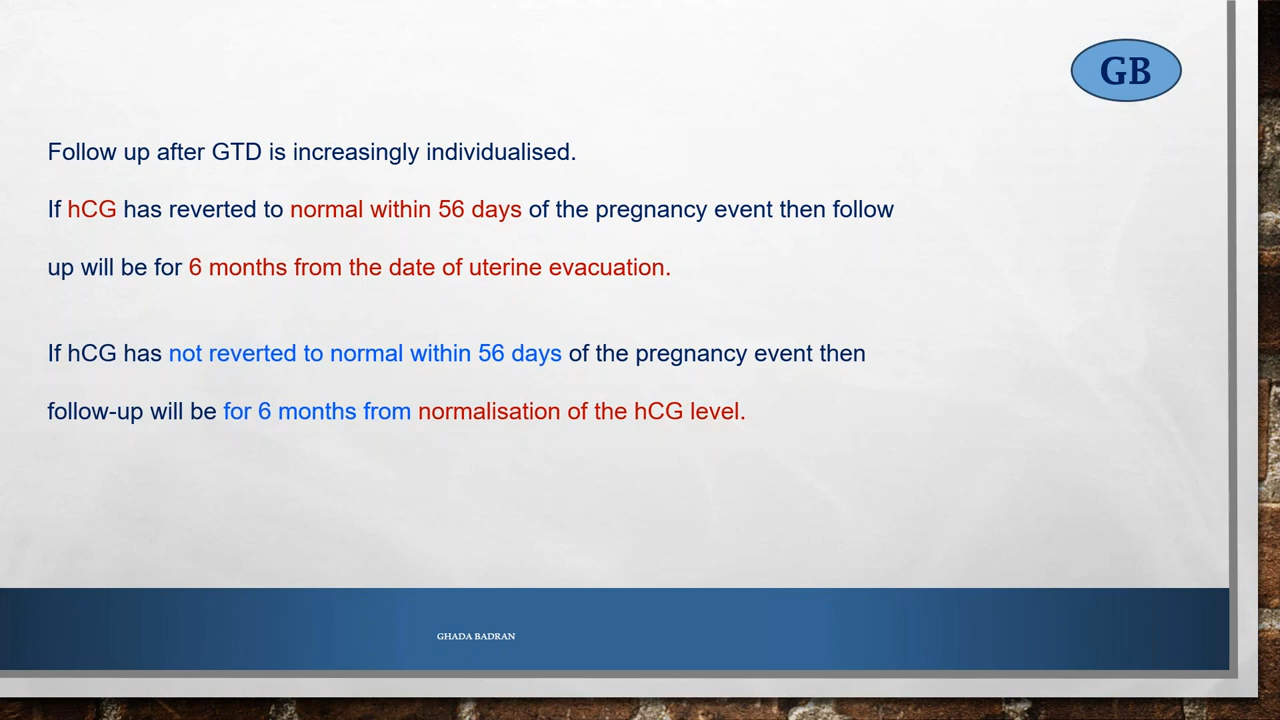 GB
Follow up after GTD is increasingly individualised.
If hCG has reverted to normal within 56 days of the pregnancy event then follow
up will be for 6 months from the date of uterine evacuation.
If hCG has not reverted to normal within 56 days of the pregnancy event then
follow-up will be for 6 months from normalisation of the hCG level.
GHADA BADRAN